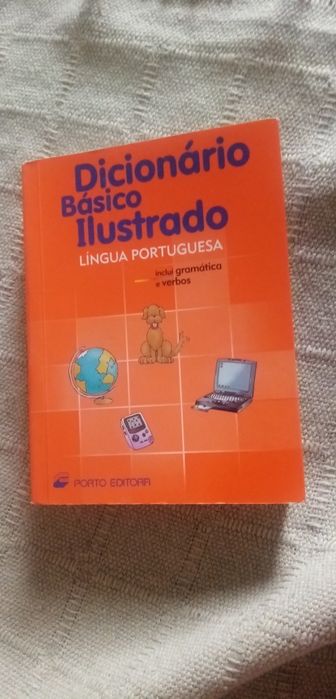 Dicionário
Básico
Ilustrado
LÍNGUA PORTUGUESA
inclui gramática
e verbos
PORTO EDITORA